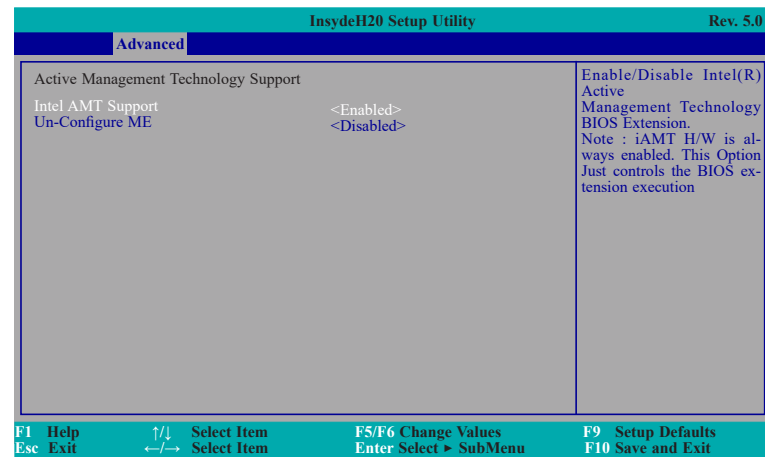 InsydeH20 Setup Utility Rev. 5.0
Advanced
Active Management Technology Support
Intel AMT Support <Enabled>
Un-Configure ME <Disabled>
Enable/Disable Intel(R)
Active
Management Technology
BIOS Extension.
Note : iAMT H/W is al-
ways enabled. This Option
Just controls the BIOS ex-
tension execution
F1 Help ↑/↓ Select Item F5/F6 Change Values F9 Setup Defaults
Esc Exit ←/→ Select Item Enter Select ► SubMenu F10 Save and Exit